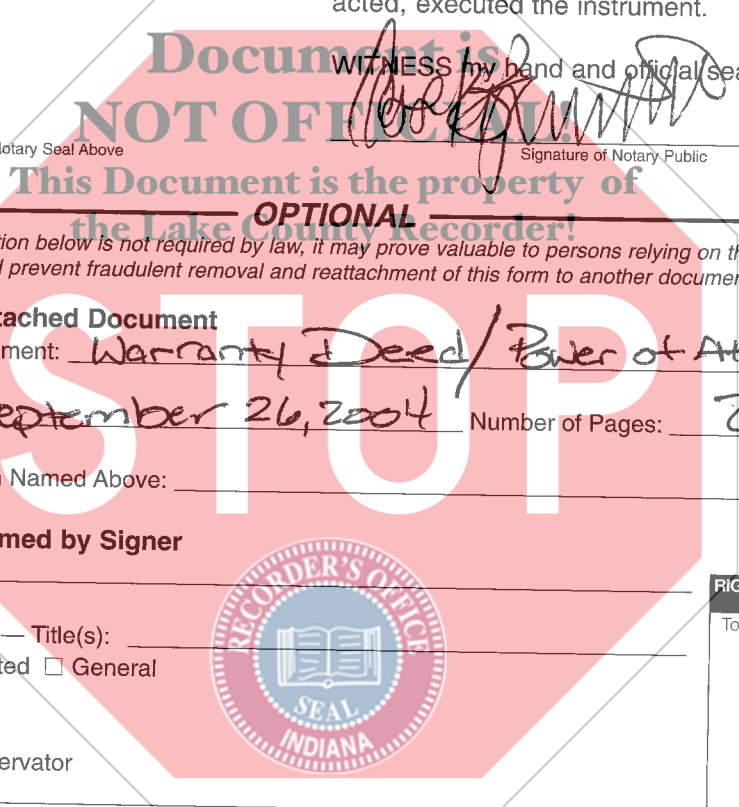 acted, executed the instrument.
Document is
WITNESS my hand and official sea
NOT OFFICIAL!
Notary Seal Above
Signature of Notary Public
This Document is the property of
OPTIONAL
the Lake County Recorder!
tion below is not required by law, it may prove valuable to persons relying on th
d prevent fraudulent removal and reattachment of this form to another documen
tached Document
ment: Warranty Deed/Power of Att
eptember 26, 2004 Number of Pages: 2
STOP
n Named Above:
med by Signer
RECORDER'S OFFICE
RIG
To
— Title(s):
ted ☐ General
SEAL
INDIANA
ervator